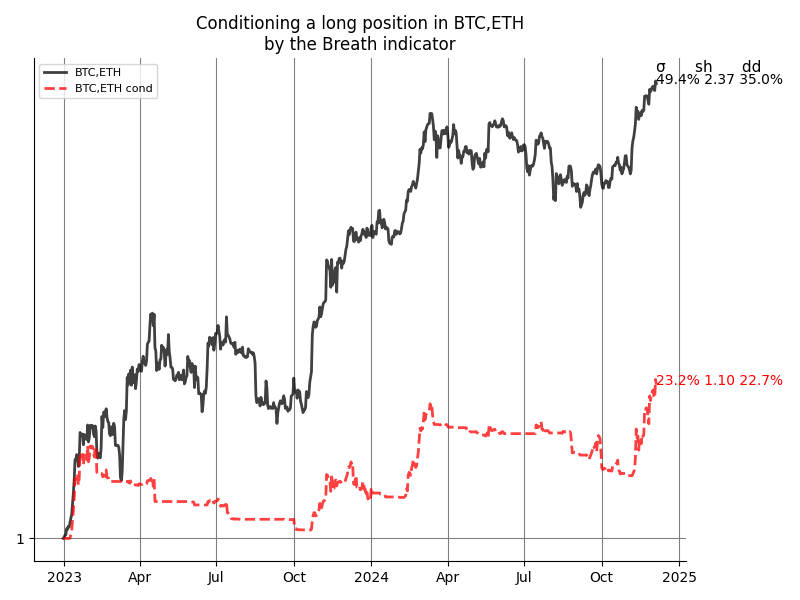 Conditioning a long position in BTC,ETH
by the Breath indicator
BTC,ETH
BTC,ETH cond
σ sh dd
49.4% 2.37 35.0%
23.2% 1.10 22.7%
1
2023 Apr Jul Oct 2024 Apr Jul Oct 2025